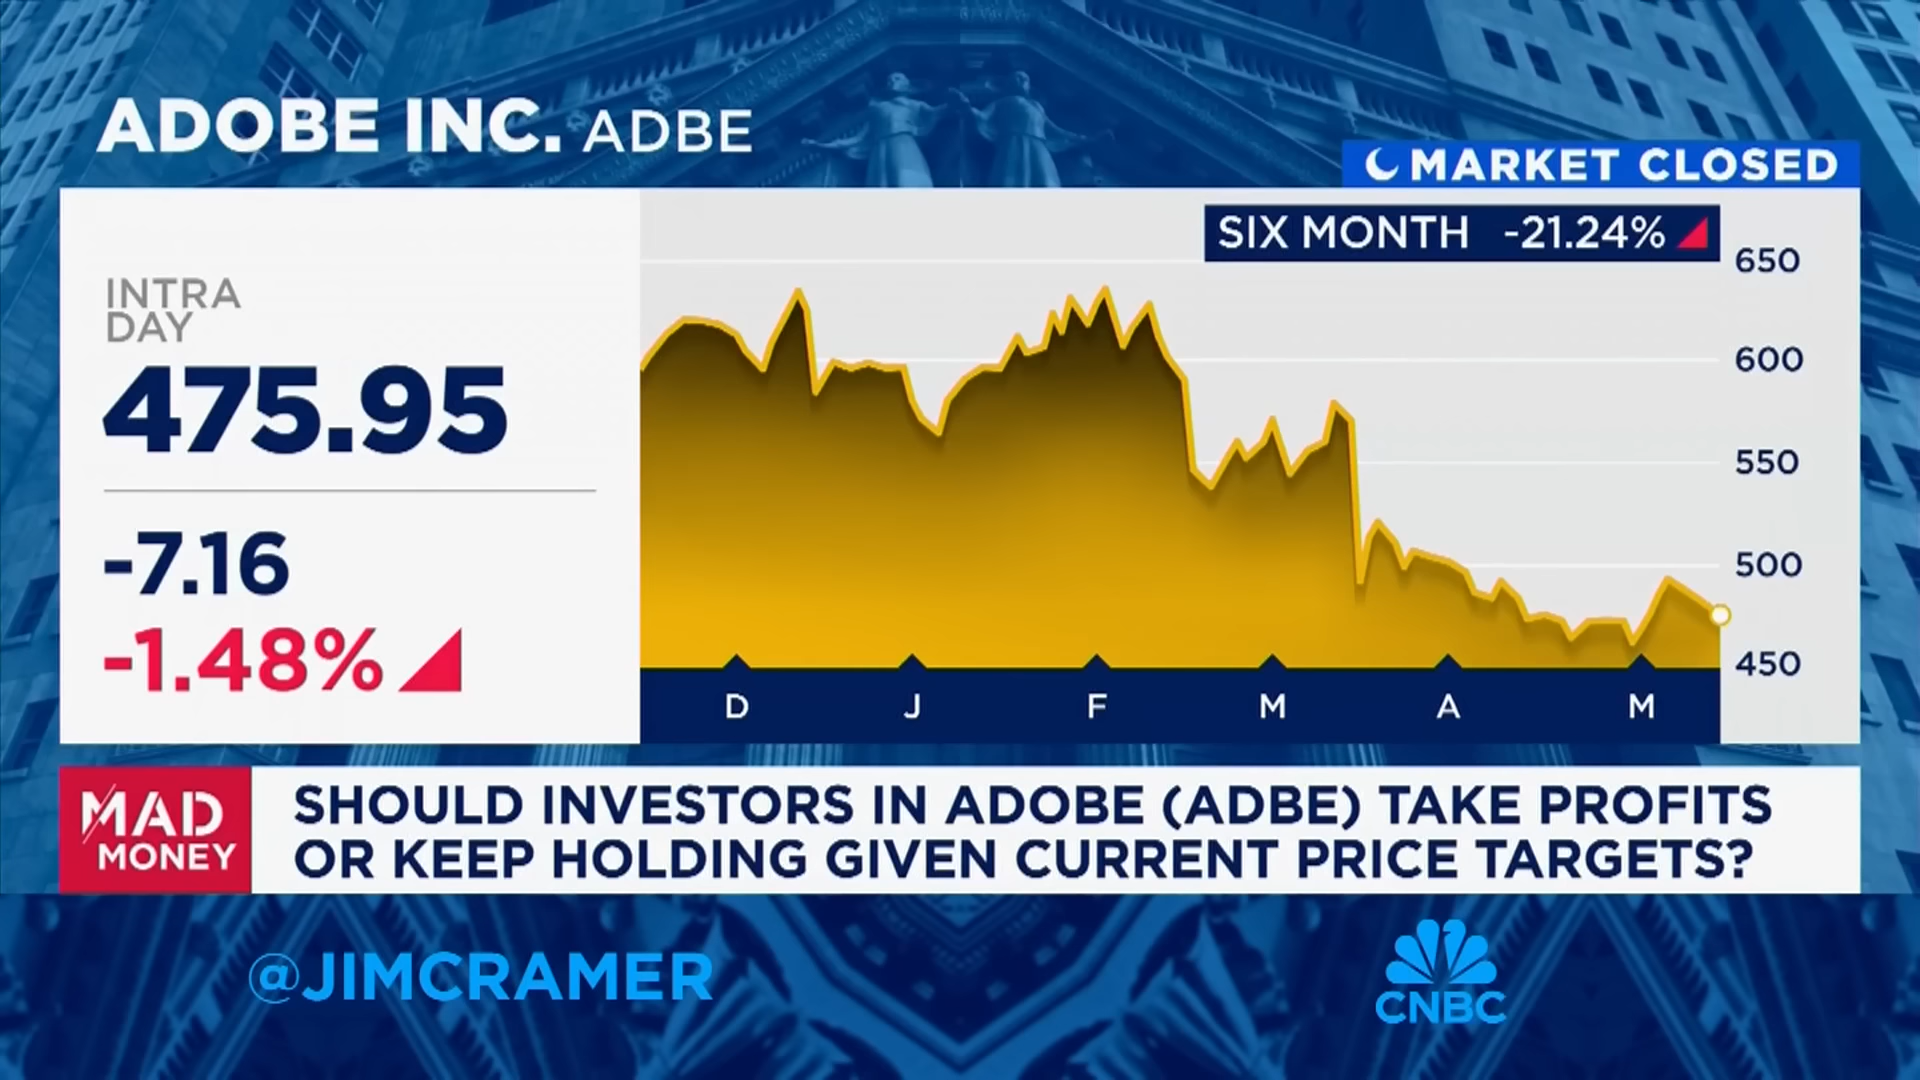 ADOBE INC. ADBE
MARKET CLOSED
SIX MONTH -21.24%
INTRA
DAY
475.95
-7.16
-1.48%
650
600
550
500
450
D J F M A M
MAD
MONEY
SHOULD INVESTORS IN ADOBE (ADBE) TAKE PROFITS
OR KEEP HOLDING GIVEN CURRENT PRICE TARGETS?
@JIMCRAMER
CNBC